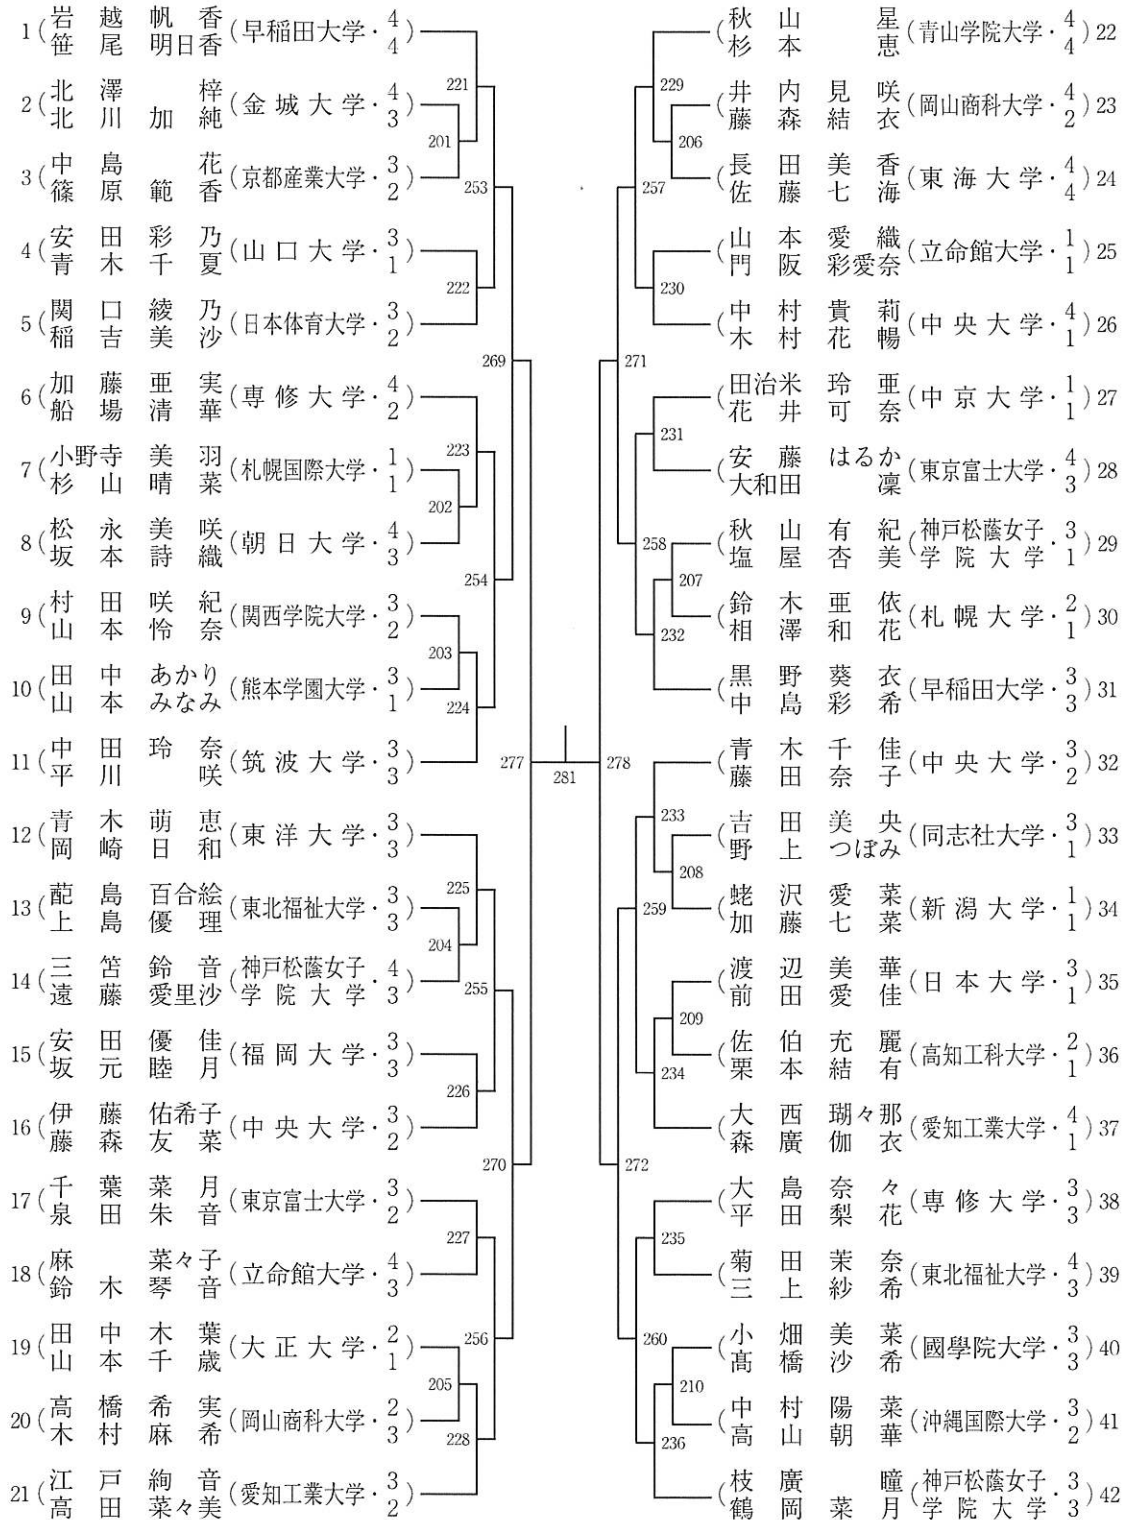 1 (岩越帆香 笹尾明日香 (早稲田大学・4 4
2 (北澤梓 北川加純 (金城大学・4 3
3 (中島花 篠原範香 (京都産業大学・3 2
4 (安田彩乃 青木千夏 (山口大学・3 1
5 (関口綾乃 稲吉美沙 (日本体育大学・3 2
6 (加藤亜実 船場清華 (専修大学・4 2
7 (小野寺美羽 杉山晴菜 (札幌国際大学・1 1
8 (松永美咲 坂本詩織 (朝日大学・4 3
9 (村田咲紀 山本怜奈 (関西学院大学・3 2
10 (田中あかり 山本みなみ (熊本学園大学・3 1
11 (中田玲奈 平川咲 (筑波大学・3 3
12 (青木萌恵 岡崎日和 (東洋大学・3 3
13 (蓜島百合絵 上島優理 (東北福祉大学・3 3
14 (三笘鈴音 遠藤愛里沙 (神戸松蔭女子学院大学・4 3
15 (安田優佳 坂元睦月 (福岡大学・3 3
16 (伊藤佑希子 藤森友菜 (中央大学・3 2
17 (千葉菜月 泉田朱音 (東京富士大学・3 2
18 (麻菜々子 鈴木琴音 (立命館大学・4 3
19 (田中木葉 山本千歳 (大正大学・2 1
20 (高橋希実 木村麻希 (岡山商科大学・2 3
21 (江戸絢音 高田菜々美 (愛知工業大学・3 2
221
201
253
222
269
223
202
254
203
224
277
281
278
225
204
255
226
270
227
256
205
228
229
206
257
230
271
231
258
207
232
233
208
259
209
234
272
235
260
210
236
(秋山星 杉本恵 (青山学院大学・4 4) 22
(井内見咲 藤森結衣 (岡山商科大学・4 2) 23
(長田美香 佐藤七海 (東海大学・4 4) 24
(山本愛織 門阪彩愛奈 (立命館大学・1 1) 25
(中村貴莉 木村花暢 (中央大学・4 1) 26
(田治米玲亜 花井可奈 (中京大学・1 1) 27
(安藤はるか 大和田凜 (東京富士大学・4 3) 28
(秋山有紀 塩屋杏美 (神戸松蔭女子学院大学・3 1) 29
(鈴木亜依 相澤和花 (札幌大学・2 1) 30
(黒野葵衣 中島彩希 (早稲田大学・3 3) 31
(青木千佳 藤田奈子 (中央大学・3 2) 32
(吉田美央 野上つぼみ (同志社大学・3 1) 33
(蛯沢愛菜 加藤七菜 (新潟大学・1 1) 34
(渡辺美華 前田愛佳 (日本大学・3 1) 35
(佐伯充麗 栗本結有 (高知工科大学・2 1) 36
(大西瑚々那 森廣伽衣 (愛知工業大学・4 1) 37
(大島奈々 平田梨花 (専修大学・3 3) 38
(菊田茉奈 三上紗希 (東北福祉大学・4 3) 39
(小畑美菜 髙橋沙希 (國學院大学・3 3) 40
(中村陽菜 高山朝華 (沖縄国際大学・3 2) 41
(枝廣瞳 鶴岡菜月 (神戸松蔭女子学院大学・3 3) 42